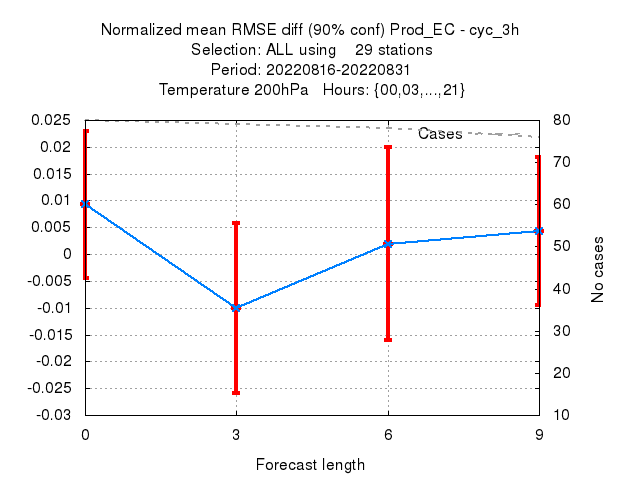 Normalized mean RMSE diff (90% conf) Prod_EC - cyc_3h
Selection: ALL using 29 stations
Period: 20220816-20220831
Temperature 200hPa Hours: {00,03,...,21}
0.025
0.02
0.015
0.01
0.005
0
-0.005
-0.01
-0.015
-0.02
-0.025
-0.03
Cases
80
70
60
50
40
30
20
10
No cases
0 3 6 9
Forecast length